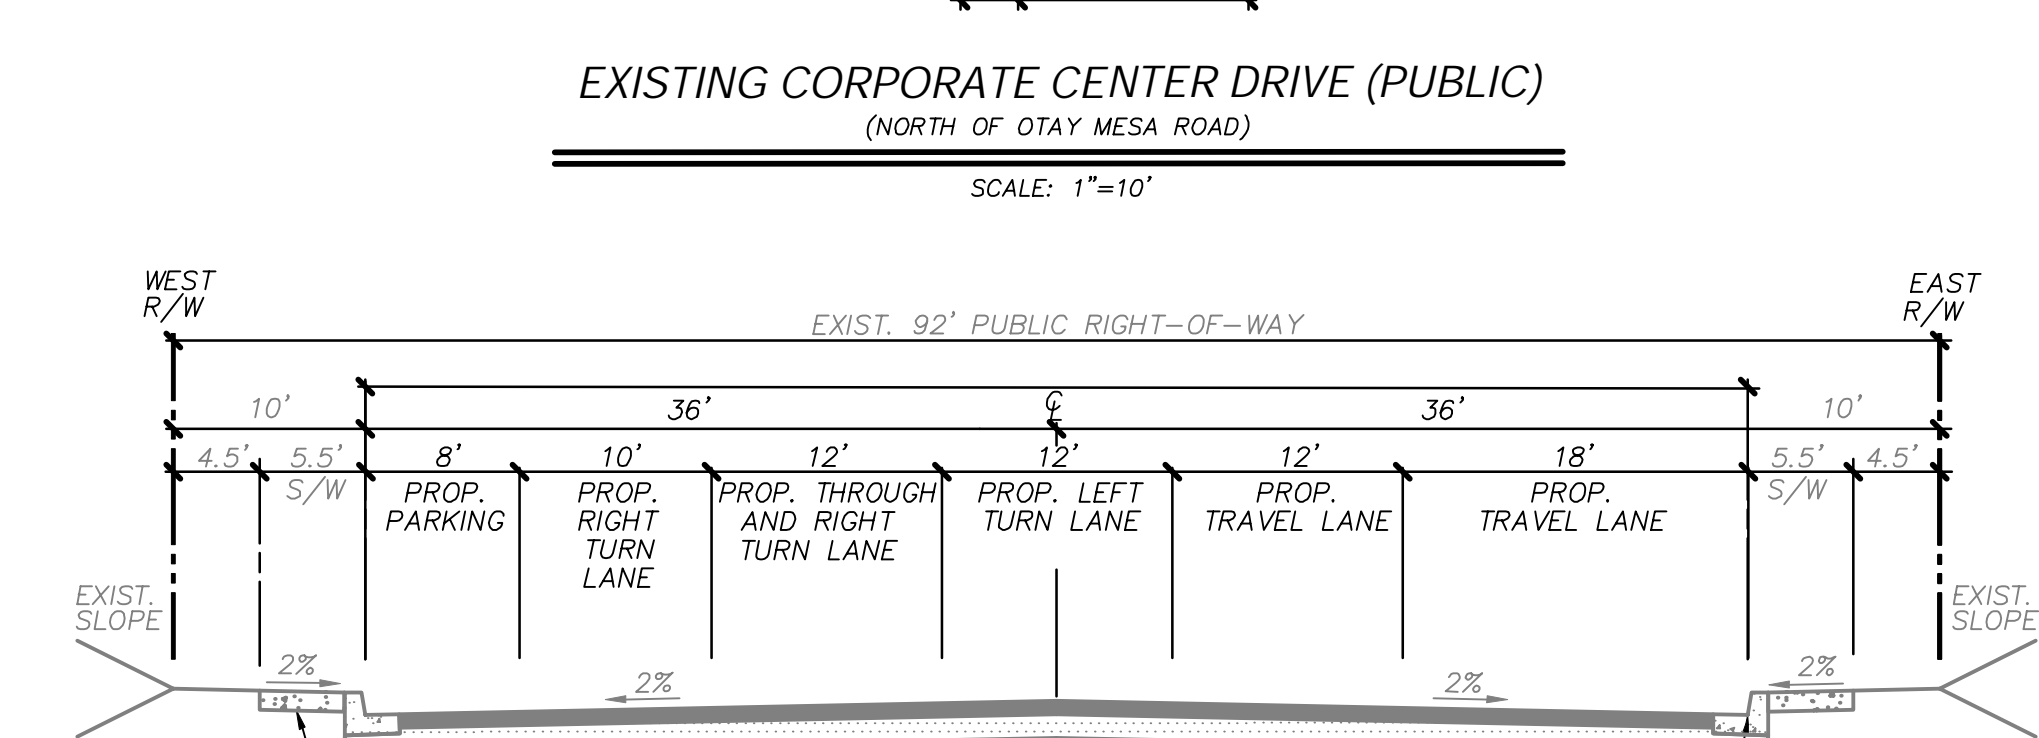 EXISTING CORPORATE CENTER DRIVE (PUBLIC)
(NORTH OF OTAY MESA ROAD)
SCALE: 1"=10'
WEST
R/W
EAST
R/W
EXIST. 92' PUBLIC RIGHT-OF-WAY
10' 36' ℄ 36' 10'
4.5' 5.5' 8' 10' 12' 12' 12' 18' 5.5' 4.5'
S/W
PROP.
PARKING
PROP.
RIGHT
TURN
LANE
PROP. THROUGH
AND RIGHT
TURN LANE
PROP. LEFT
TURN LANE
PROP.
TRAVEL LANE
PROP.
TRAVEL LANE
S/W
EXIST.
SLOPE
EXIST.
SLOPE
2% 2% 2% 2%